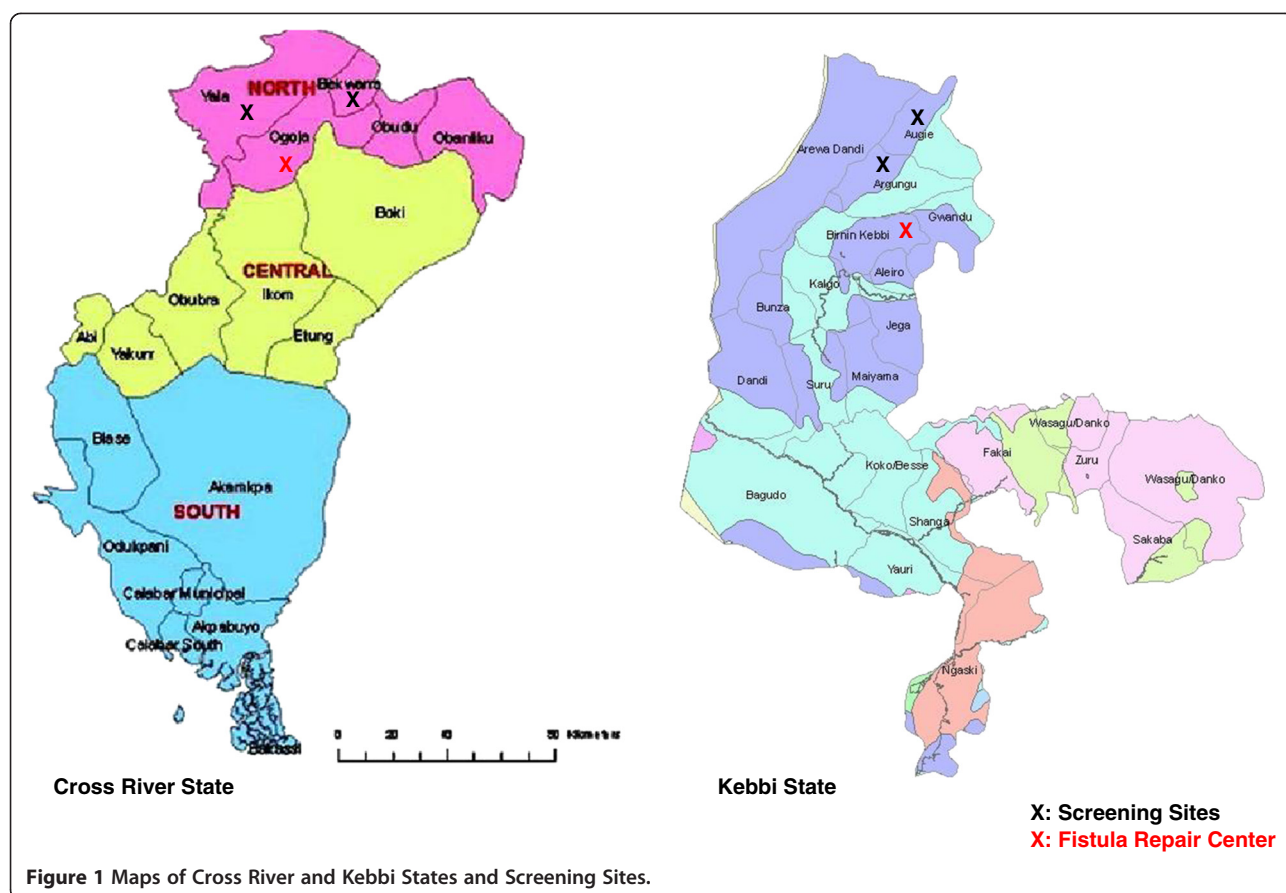 NORTH
Yala
X
Bekwarra
X
Ogoja
X
Obudu
Obanliku
Boki
CENTRAL
Ikom
Obubra
Etung
Abi
Yakurr
Biase
Akamkpa
SOUTH
Odukpani
Calabar Municipal
Akpabuyo
Calabar South
Bakassi
0 20 40 80 Kilometers
Cross River State
X
Augie
Arewa Dandi
X
Argungu
Gwandu
Birnin Kebbi
X
Aleiro
Kalgo
Bunza
Jega
Dandi
Suru
Maiyama
Wasagu/Danko
Fakai
Zuru
Koko/Besse
Wasagu/Danko
Bagudo
Shanga
Sakaba
Yauri
Ngaski
Kebbi State
X: Screening Sites
X: Fistula Repair Center
Figure 1 Maps of Cross River and Kebbi States and Screening Sites.